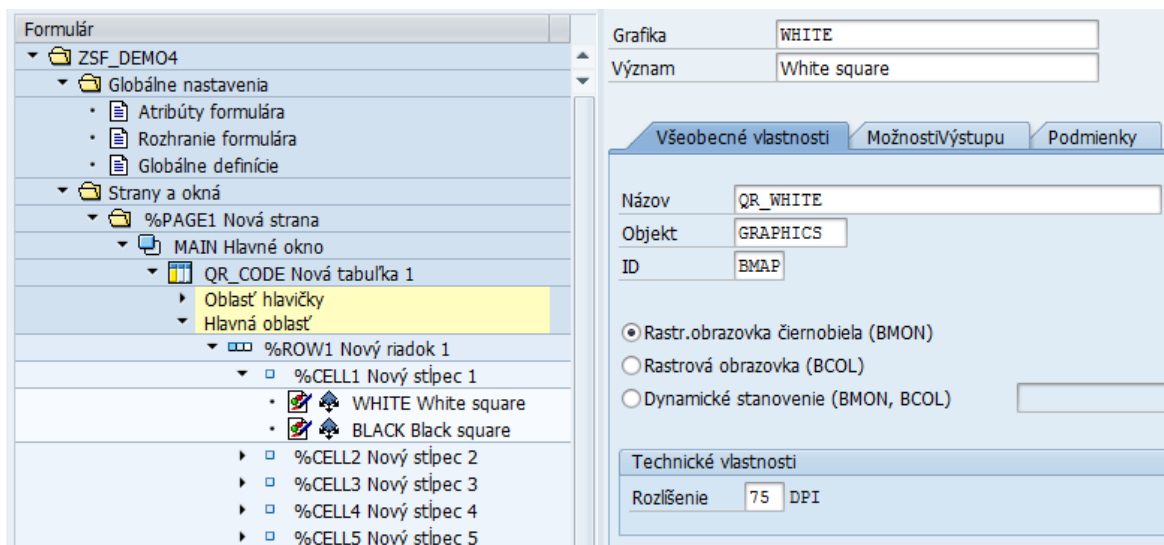 Formulár
ZSF_DEMO4
Globálne nastavenia
Atribúty formulára
Rozhranie formulára
Globálne definície
Strany a okná
%PAGE1 Nová strana
MAIN Hlavné okno
QR_CODE Nová tabuľka 1
Oblasť hlavičky
Hlavná oblasť
%ROW1 Nový riadok 1
%CELL1 Nový stĺpec 1
WHITE White square
BLACK Black square
%CELL2 Nový stĺpec 2
%CELL3 Nový stĺpec 3
%CELL4 Nový stĺpec 4
%CELL5 Nový stĺpec 5
Grafika WHITE
Význam White square
Všeobecné vlastnosti MožnostiVýstupu Podmienky
Názov QR_WHITE
Objekt GRAPHICS
ID BMAP
Rastr.obrazovka čiernobiela (BMON)
Rastrová obrazovka (BCOL)
Dynamické stanovenie (BMON, BCOL)
Technické vlastnosti
Rozlíšenie 75 DPI